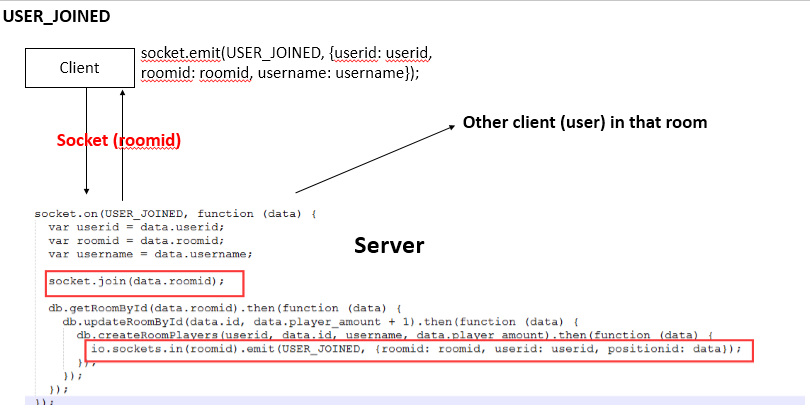 USER_JOINED
Client
socket.emit(USER_JOINED, {userid: userid,
roomid: roomid, username: username});
Socket (roomid)
Other client (user) in that room
Server
socket.on(USER_JOINED, function (data) {
var userid = data.userid;
var roomid = data.roomid;
var username = data.username;
socket.join(data.roomid);
db.getRoomById(data.roomid).then(function (data) {
db.updateRoomById(data.id, data.player_amount + 1).then(function (data) {
db.createRoomPlayers(userid, data.id, username, data.player_amount).then(function (data) {
io.sockets.in(roomid).emit(USER_JOINED, {roomid: roomid, userid: userid, positionid: data});
});
});
});
});